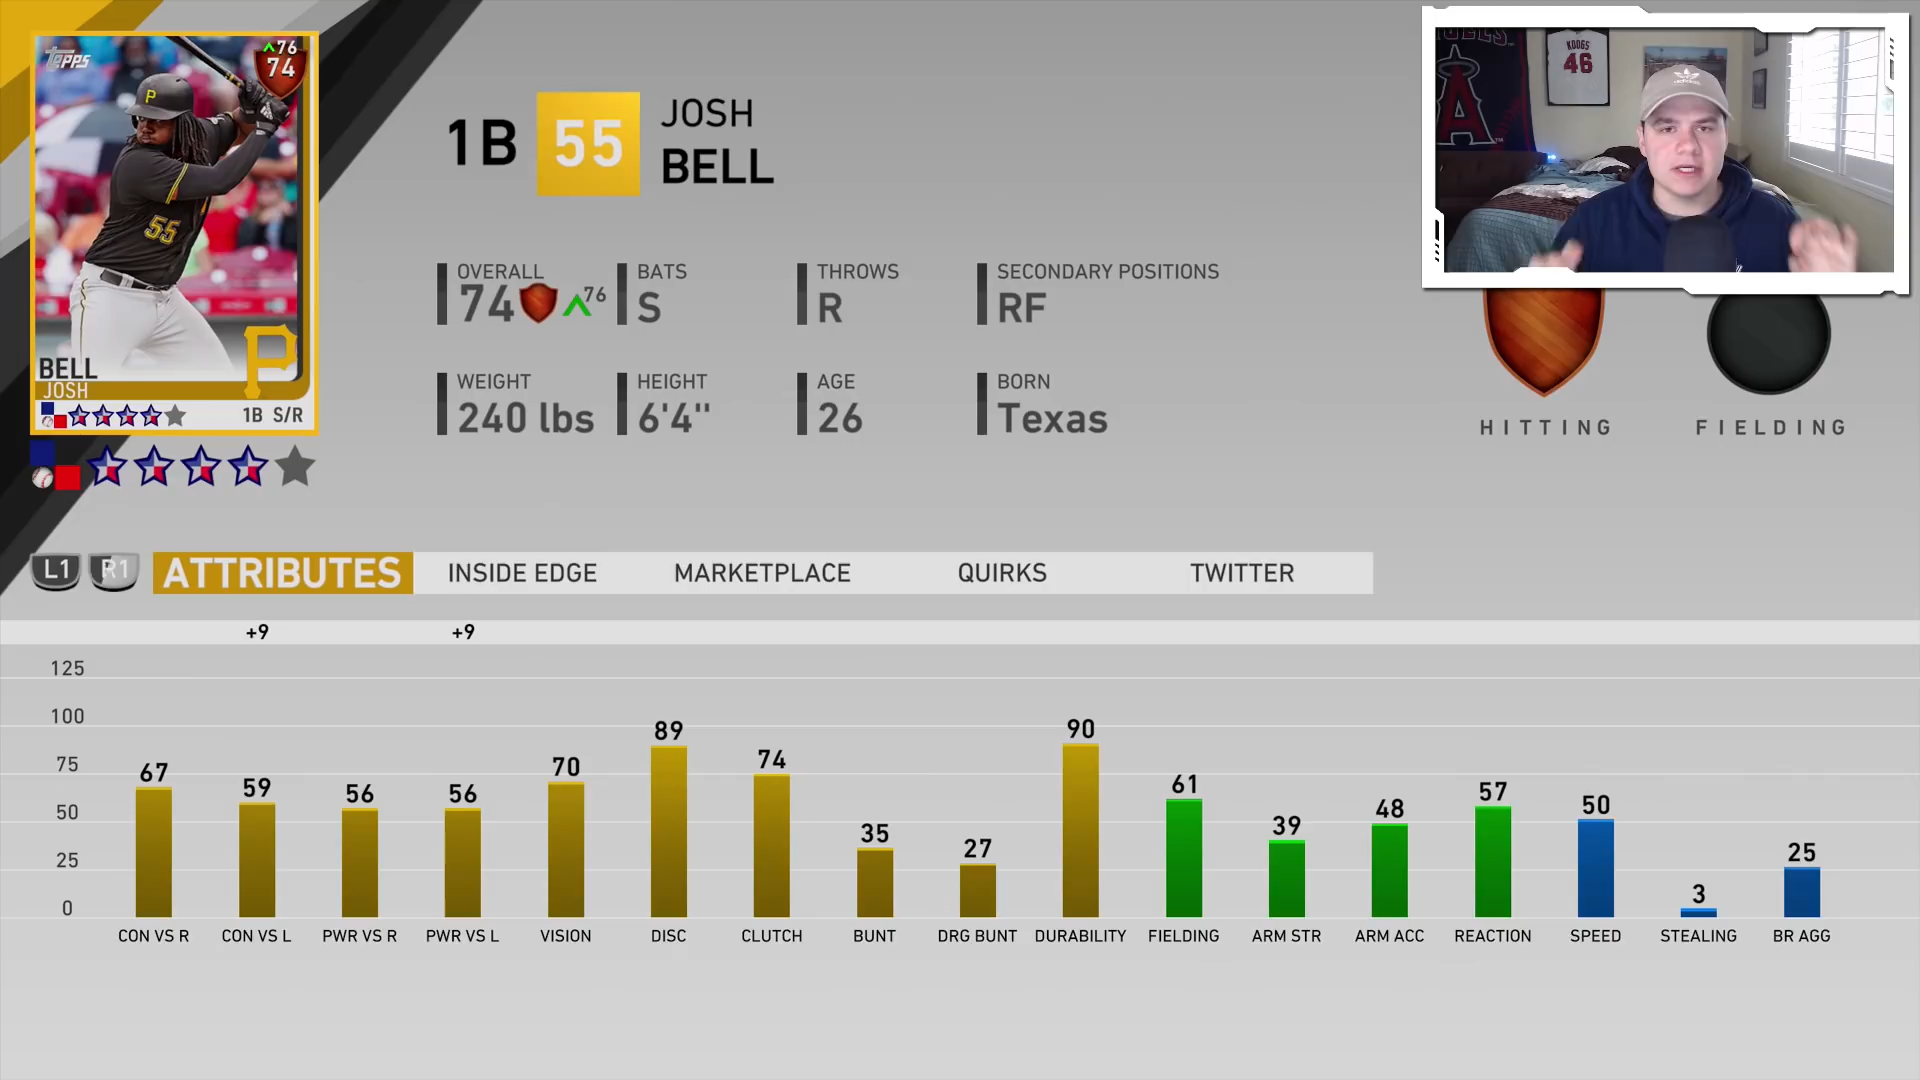 Topps
76
74
P
55
BELL
JOSH
1B S/R
1B 55 JOSH
BELL
OVERALL
74 76
BATS
S
THROWS
R
SECONDARY POSITIONS
RF
WEIGHT
240 lbs
HEIGHT
6'4"
AGE
26
BORN
Texas
KOOGS
46
A
HITTING
FIELDING
L1 R1 ATTRIBUTES INSIDE EDGE MARKETPLACE QUIRKS TWITTER
+9 +9
125
100
75
50
25
0
67 59 56 56 70 89 74 35 27 90 61 39 48 57 50 3 25
CON VS R CON VS L PWR VS R PWR VS L VISION DISC CLUTCH BUNT DRG BUNT DURABILITY FIELDING ARM STR ARM ACC REACTION SPEED STEALING BR AGG